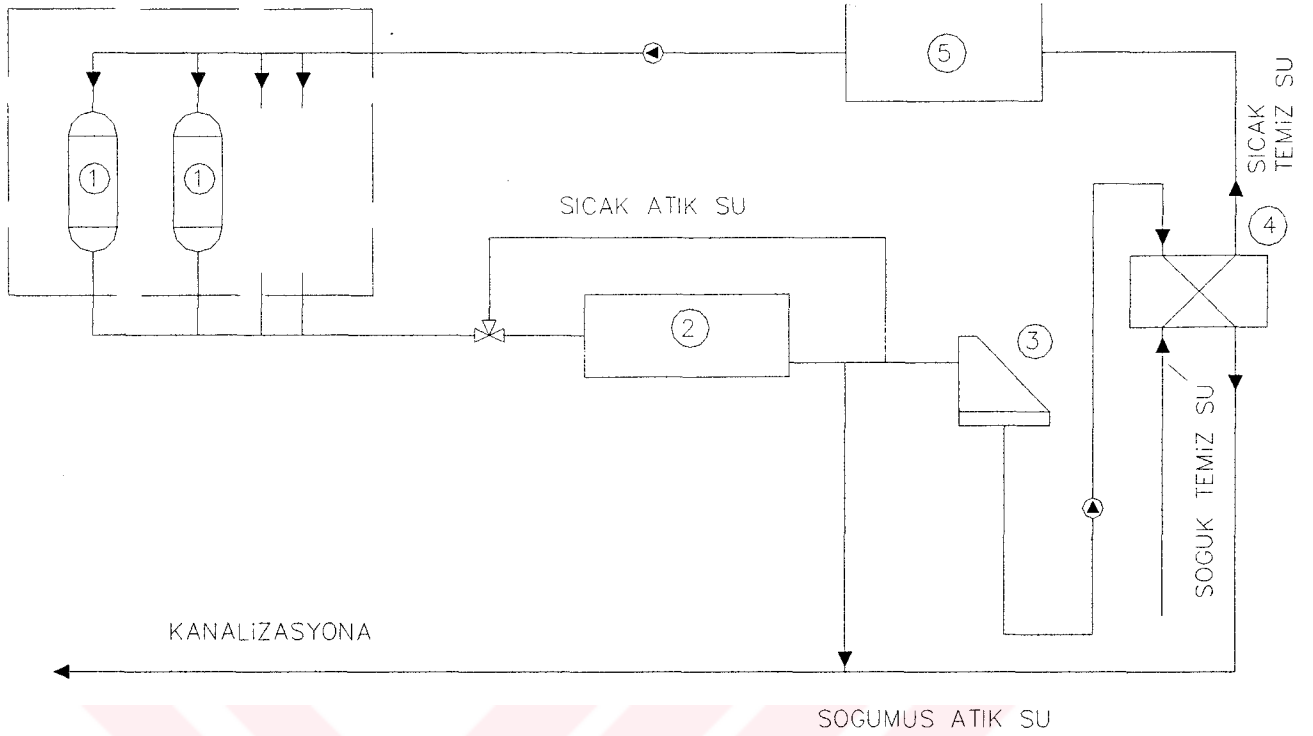 5
SICAK
TEMİZ SU
1
1
SICAK ATIK SU
4
2
3
SOGUK TEMİZ SU
KANALİZASYONA
SOGUMUS ATIK SU